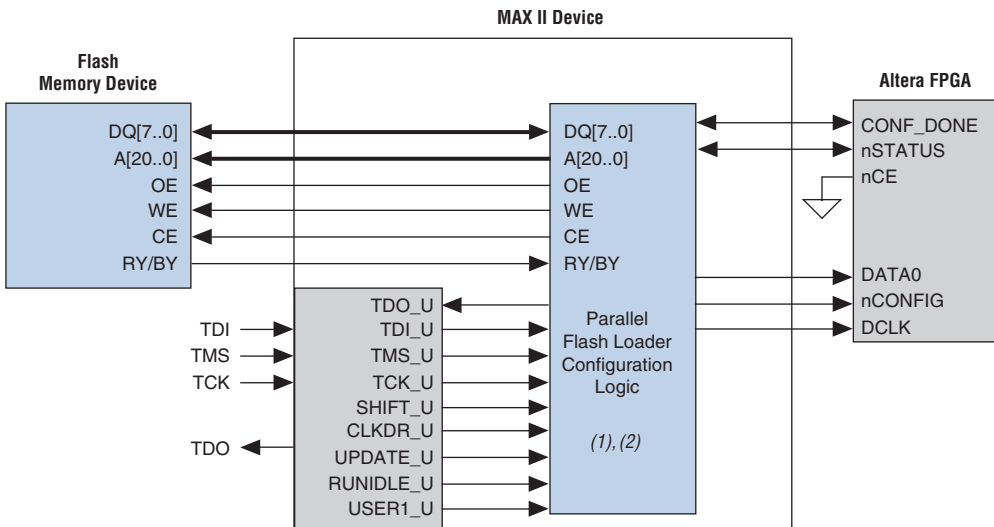 MAX II Device
Flash
Memory Device
Altera FPGA
DQ[7..0]
A[20..0]
OE
WE
CE
RY/BY
DQ[7..0]
A[20..0]
OE
WE
CE
RY/BY
Parallel
Flash Loader
Configuration
Logic
(1), (2)
CONF_DONE
nSTATUS
nCE
DATA0
nCONFIG
DCLK
TDI
TMS
TCK
TDO
TDO_U
TDI_U
TMS_U
TCK_U
SHIFT_U
CLKDR_U
UPDATE_U
RUNIDLE_U
USER1_U